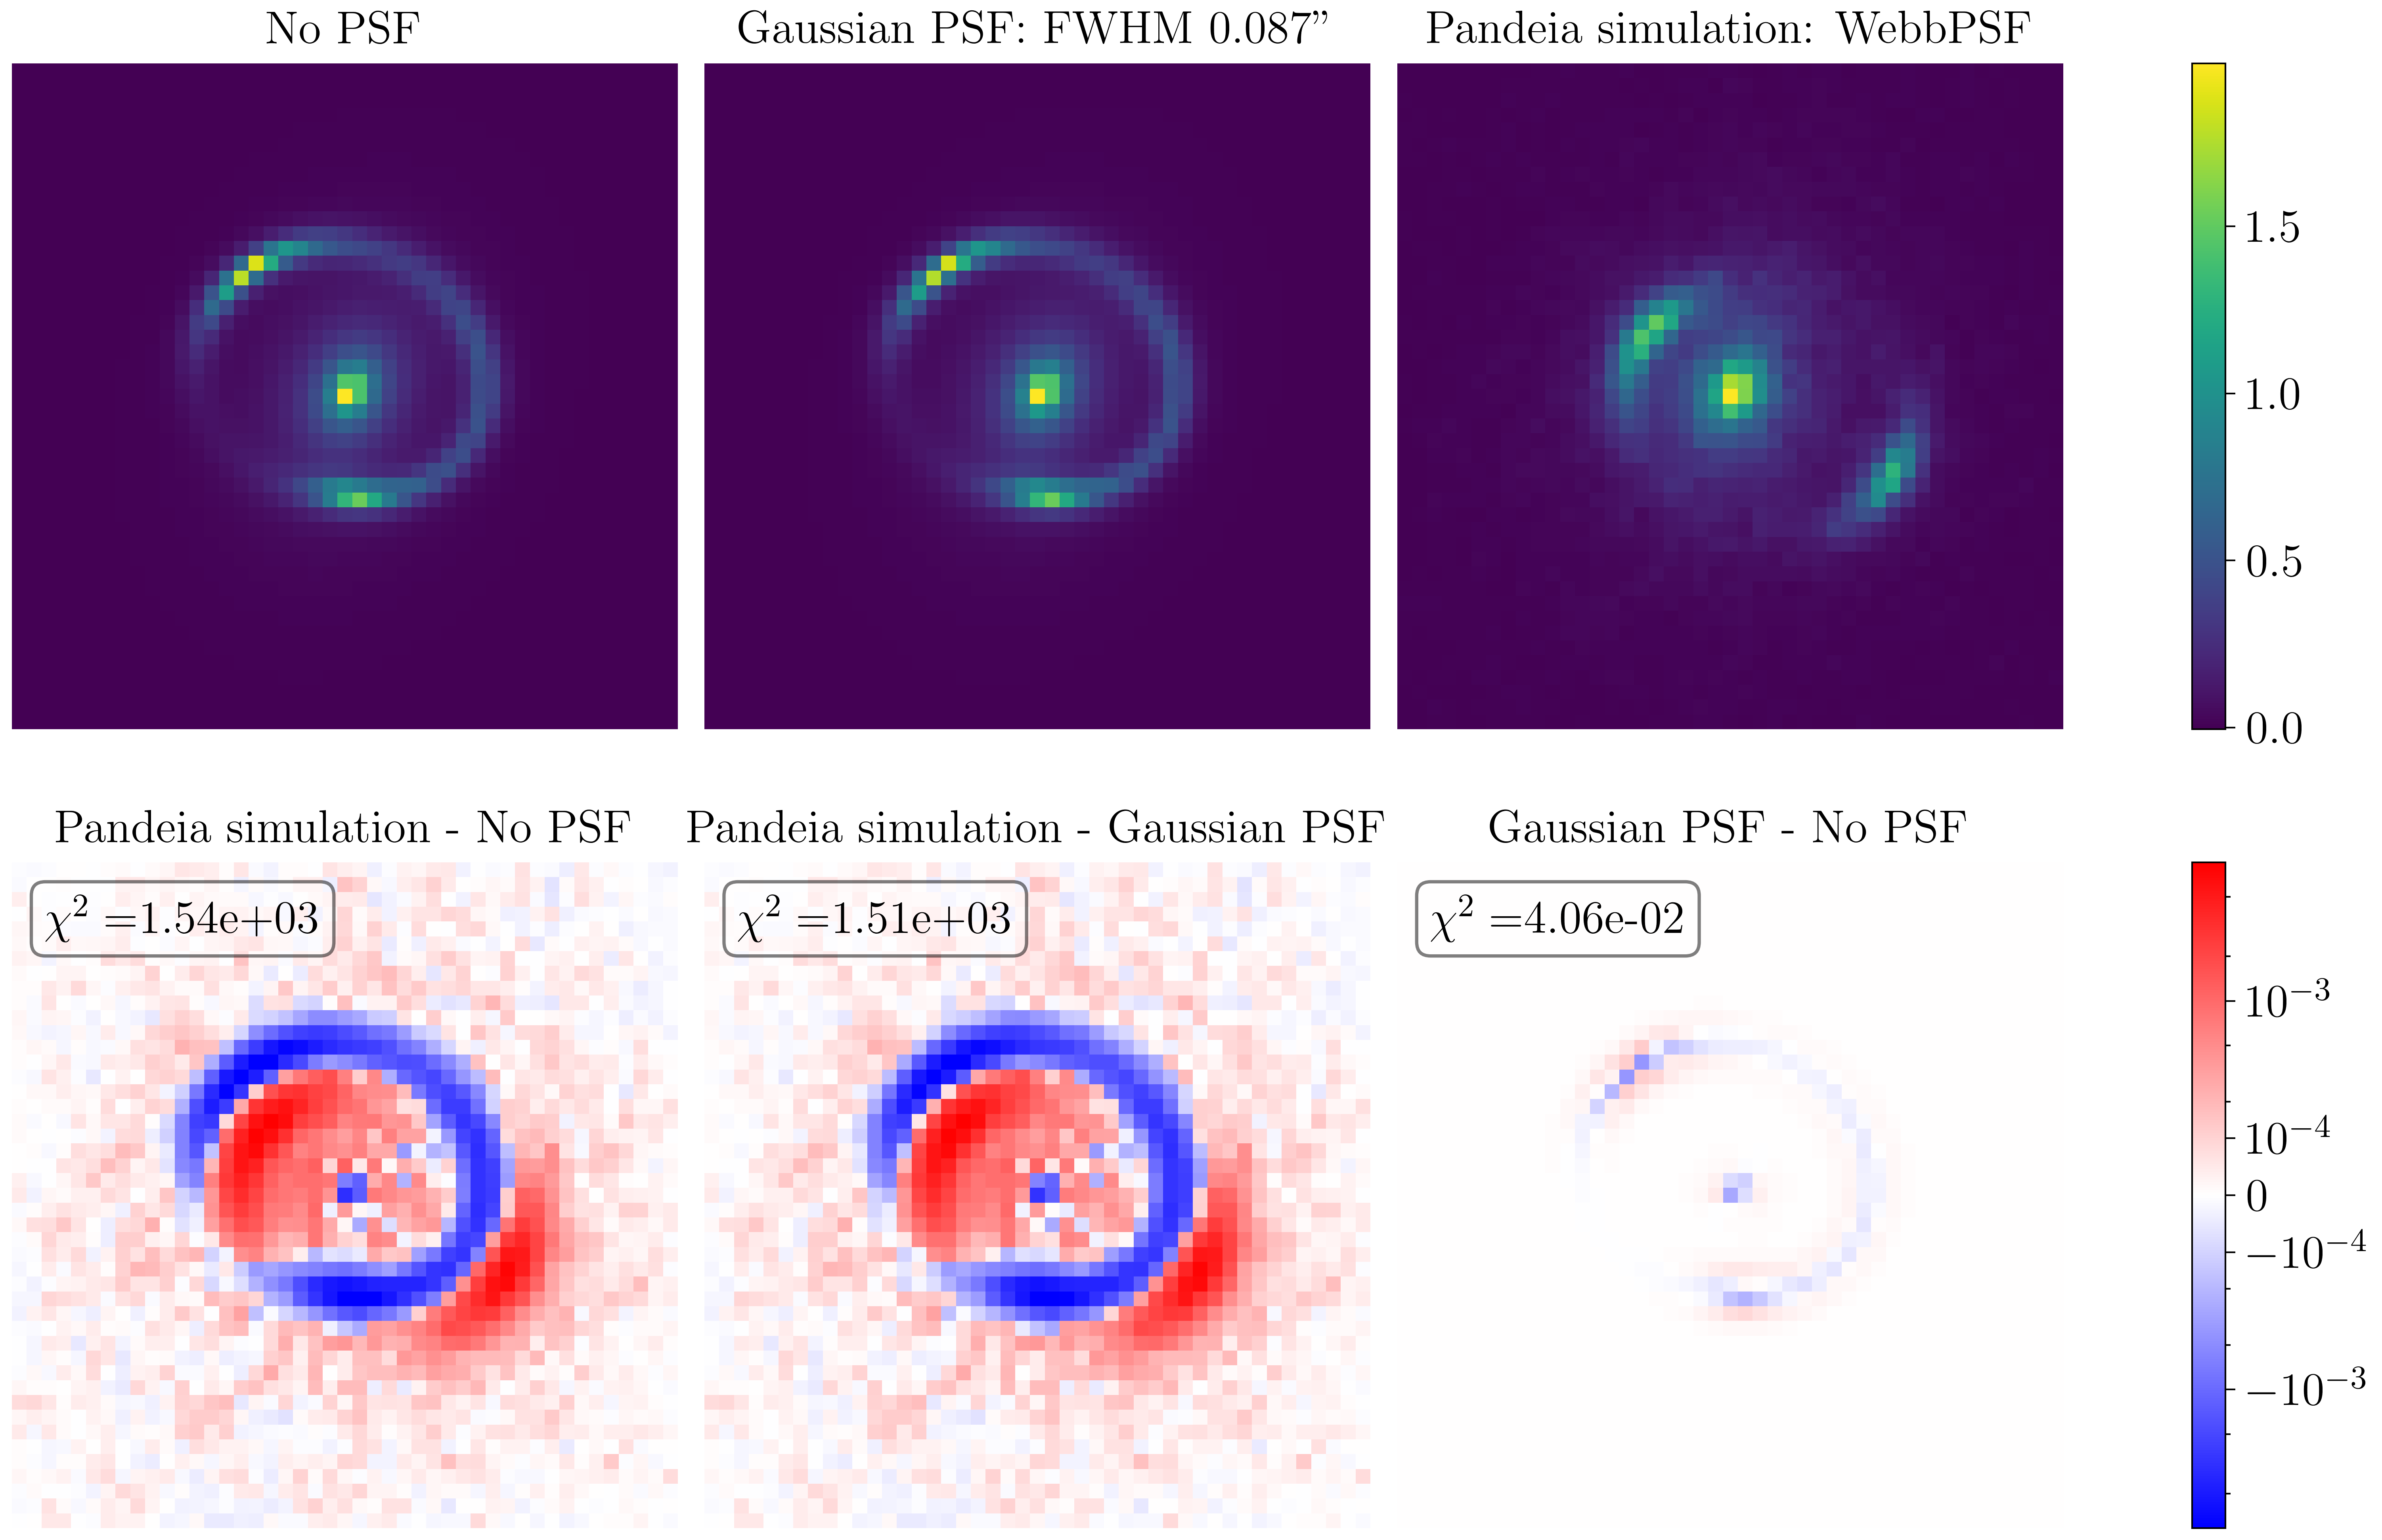 No PSF
Gaussian PSF: FWHM 0.087”
Pandeia simulation: WebbPSF
1.5
1.0
0.5
0.0
Pandeia simulation - No PSF
Pandeia simulation - Gaussian PSF
Gaussian PSF - No PSF
χ² =1.54e+03
χ² =1.51e+03
χ² =4.06e-02
10⁻³
10⁻⁴
0
−10⁻⁴
−10⁻³